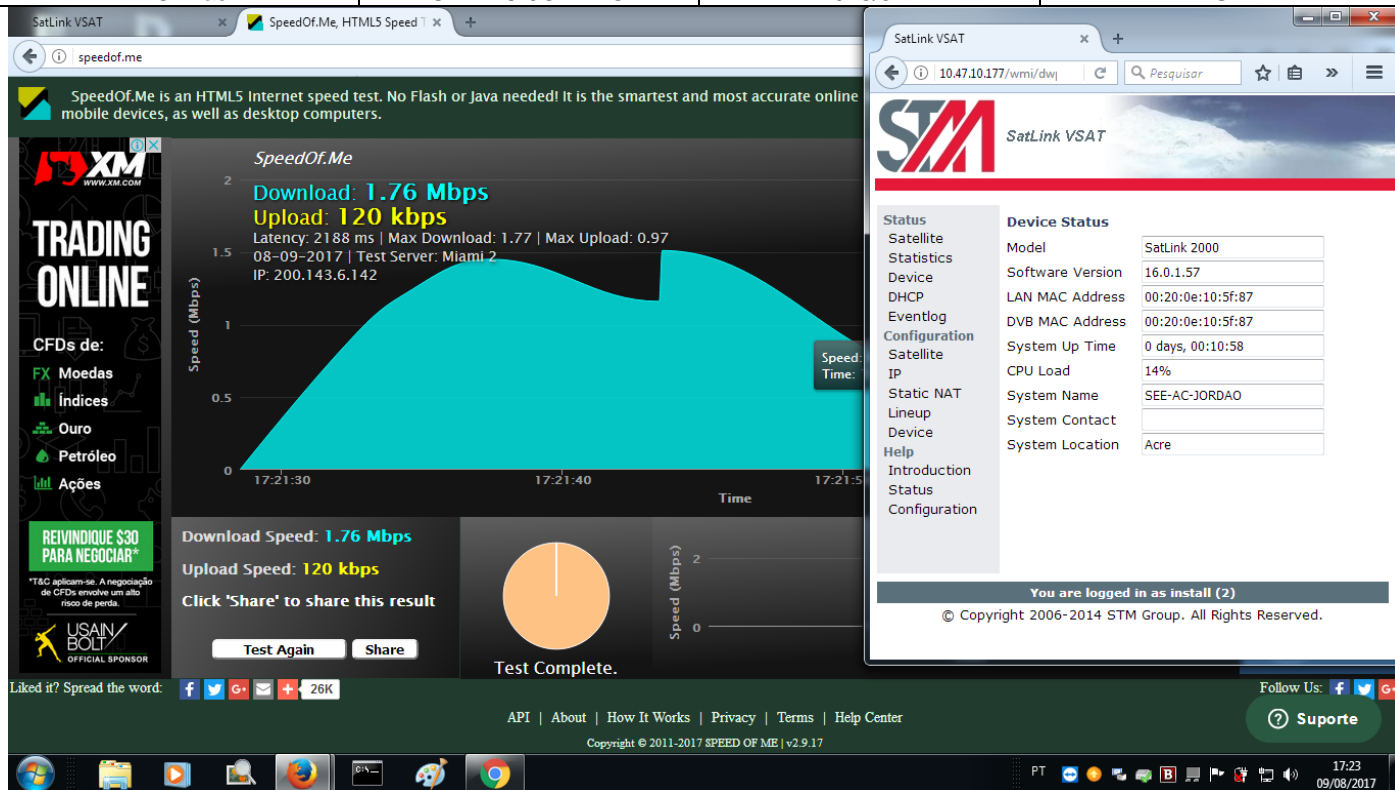 SatLink VSAT
SpeedOf.Me, HTML5 Speed T
speedof.me
SpeedOf.Me is an HTML5 Internet speed test. No Flash or Java needed! It is the smartest and most accurate online
mobile devices, as well as desktop computers.
XM
WWW.XM.COM
TRADING
ONLINE
CFDs de:
FX Moedas
Índices
Ouro
Petróleo
Ações
REIVINDIQUE $30
PARA NEGOCIAR*
*T&C aplicam-se. A negociação
de CFDs envolve um alto
risco de perda.
USAIN
BOLT
OFFICIAL SPONSOR
SpeedOf.Me
Download: 1.76 Mbps
Upload: 120 kbps
Latency: 2188 ms | Max Download: 1.77 | Max Upload: 0.97
08-09-2017 | Test Server: Miami 2
IP: 200.143.6.142
Speed (Mbps)
2
1.5
1
0.5
0
17:21:30
17:21:40
17:21:5
Time
Speed:
Time:
Download Speed: 1.76 Mbps
Upload Speed: 120 kbps
Click 'Share' to share this result
Test Again
Share
Test Complete.
Speed (Mbps)
2
0
Liked it? Spread the word:
26K
Follow Us:
API | About | How It Works | Privacy | Terms | Help Center
Copyright © 2011-2017 SPEED OF ME | v2.9.17
Suporte
SatLink VSAT
10.47.10.177/wmi/dwp
Pesquisar
STM
SatLink VSAT
Status
Satellite
Statistics
Device
DHCP
Eventlog
Configuration
Satellite
IP
Static NAT
Lineup
Device
Help
Introduction
Status
Configuration
Device Status
Model SatLink 2000
Software Version 16.0.1.57
LAN MAC Address 00:20:0e:10:5f:87
DVB MAC Address 00:20:0e:10:5f:87
System Up Time 0 days, 00:10:58
CPU Load 14%
System Name SEE-AC-JORDAO
System Contact
System Location Acre
You are logged in as install (2)
© Copyright 2006-2014 STM Group. All Rights Reserved.
PT
17:23
09/08/2017